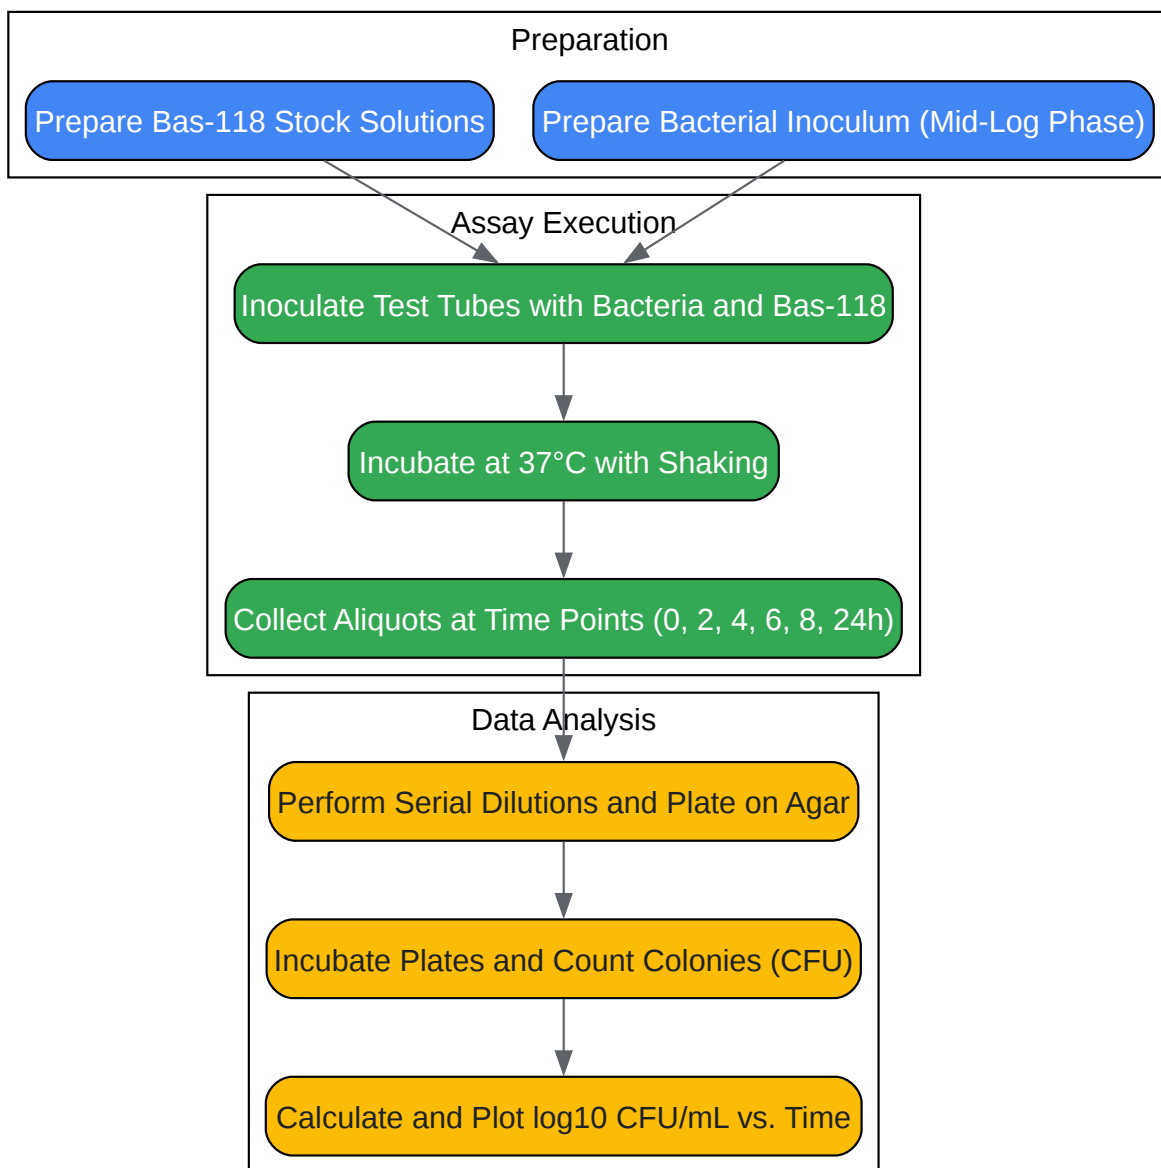 Preparation
Prepare Bas-118 Stock Solutions
Prepare Bacterial Inoculum (Mid-Log Phase)
Assay Execution
Inoculate Test Tubes with Bacteria and Bas-118
Incubate at 37°C with Shaking
Collect Aliquots at Time Points (0, 2, 4, 6, 8, 24h)
Data Analysis
Perform Serial Dilutions and Plate on Agar
Incubate Plates and Count Colonies (CFU)
Calculate and Plot log10 CFU/mL vs. Time